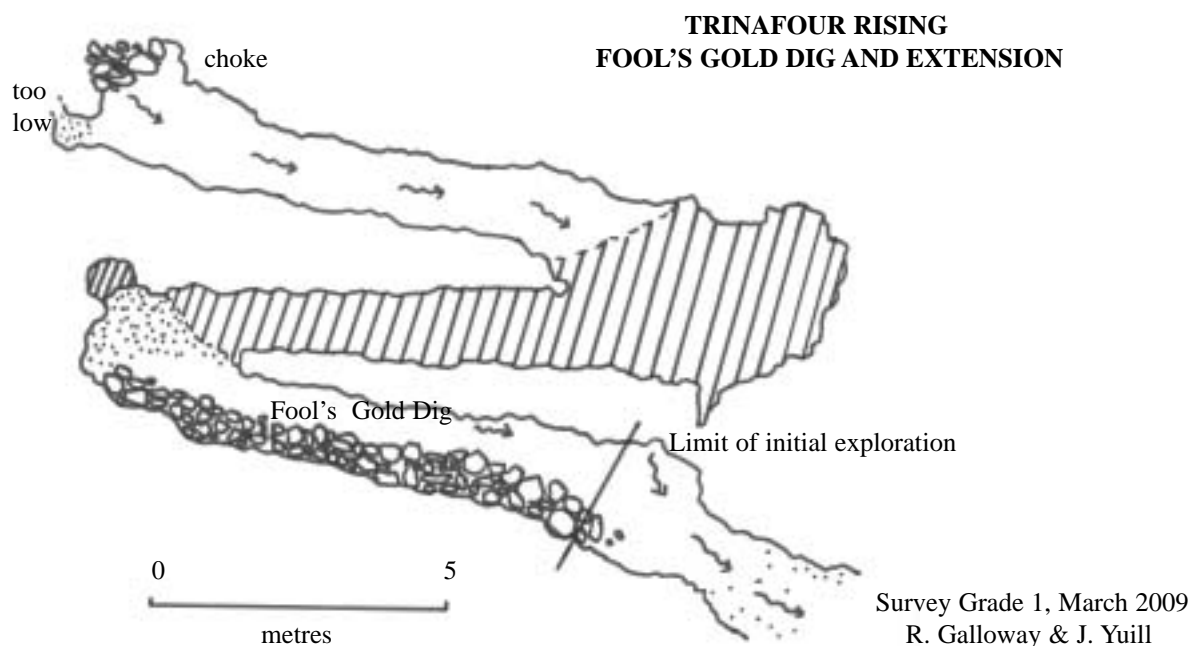 TRINAFOUR RISING
FOOL'S GOLD DIG AND EXTENSION
choke
too
low
Fool's Gold Dig
Limit of initial exploration
0 5
metres
Survey Grade 1, March 2009
R. Galloway & J. Yuill